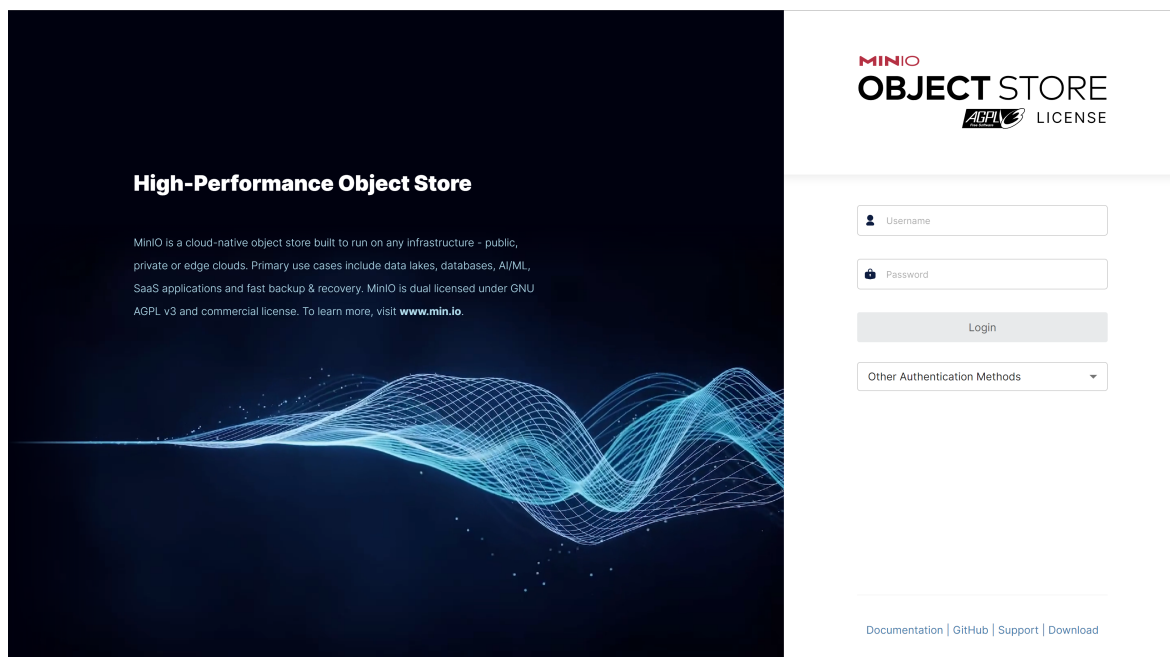 High-Performance Object Store
MinIO is a cloud-native object store built to run on any infrastructure - public,
private or edge clouds. Primary use cases include data lakes, databases, AI/ML,
SaaS applications and fast backup & recovery. MinIO is dual licensed under GNU
AGPL v3 and commercial license. To learn more, visit www.min.io.
MINIO
OBJECT STORE
AGPLv3 LICENSE
Free Software
Username
Password
Login
Other Authentication Methods
Documentation | GitHub | Support | Download